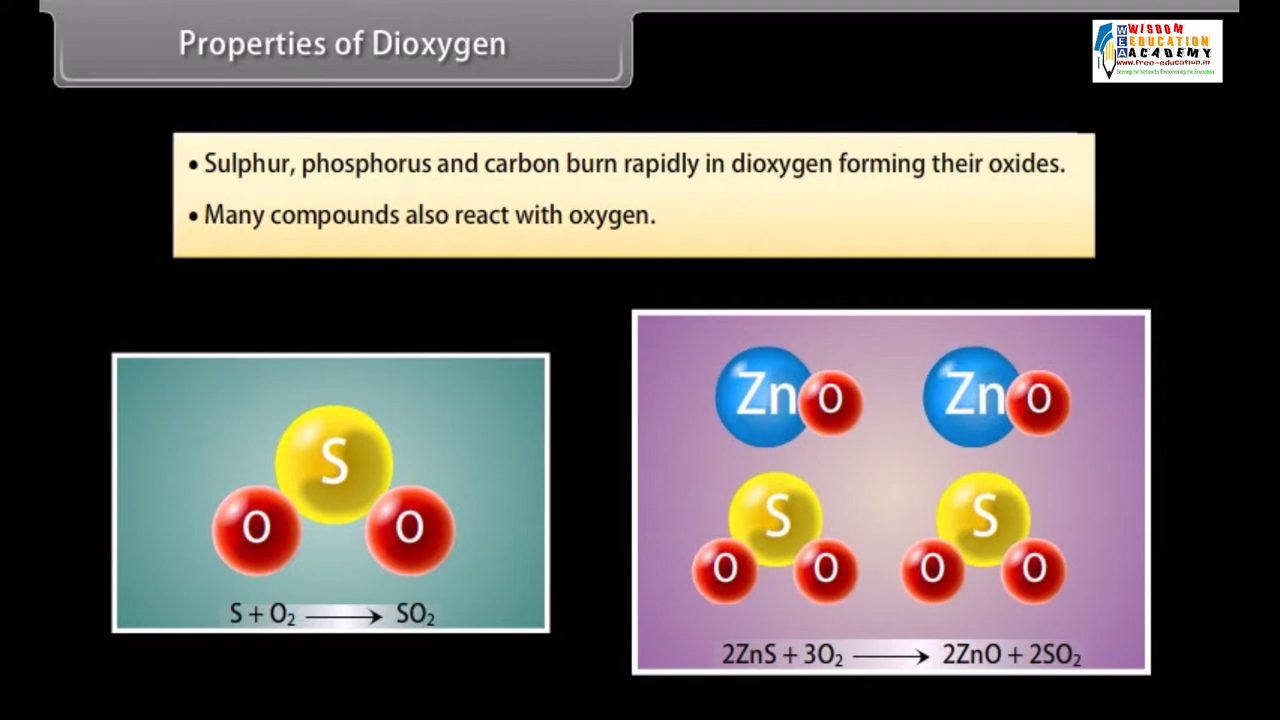 Properties of Dioxygen
WISDOM
EDUCATION
ACADEMY
www.free-education.in
• Sulphur, phosphorus and carbon burn rapidly in dioxygen forming their oxides.
• Many compounds also react with oxygen.
S
O O
S + O₂ ⟶ SO₂
Zn O Zn O
S S
O O O O
2ZnS + 3O₂ ⟶ 2ZnO + 2SO₂